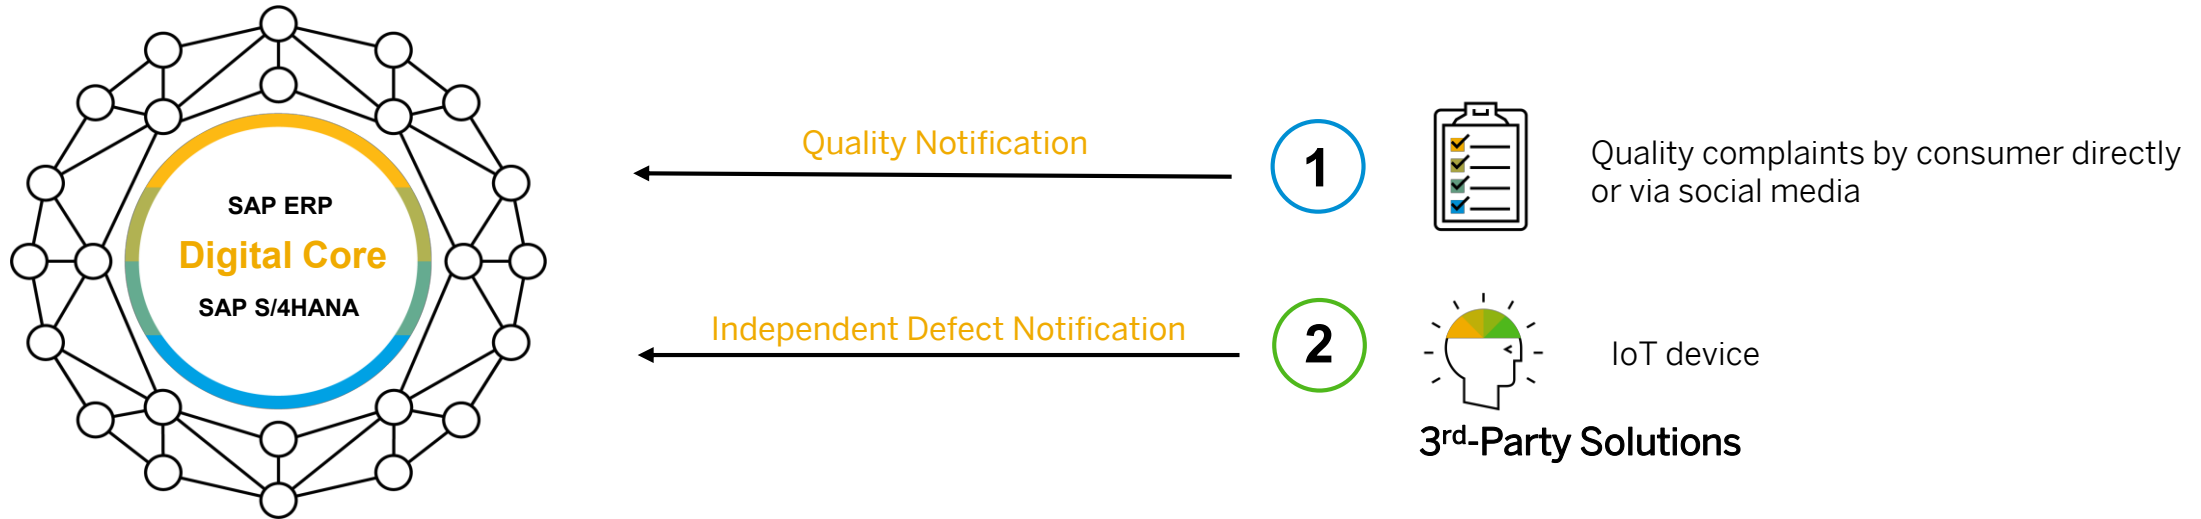 SAP ERP
Digital Core
SAP S/4HANA
Quality Notification
1
Quality complaints by consumer directly
or via social media
Independent Defect Notification
2
IoT device
3rd-Party Solutions